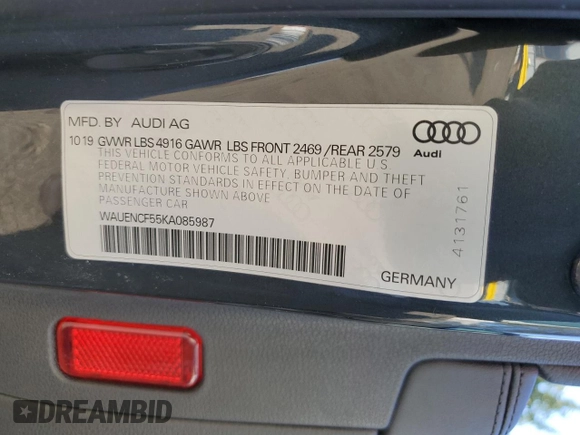 MFD. BY AUDI AG
10 19 GVWR LBS 4916 GAWR LBS FRONT 2469 /REAR 2579
THIS VEHICLE CONFORMS TO ALL APPLICABLE U.S.
FEDERAL MOTOR VEHICLE SAFETY, BUMPER AND THEFT
PREVENTION STANDARDS IN EFFECT ON THE DATE OF
MANUFACTURE SHOWN ABOVE
PASSENGER CAR
WAUENCF55KA085987
Audi
4131761
GERMANY
DREAMBID